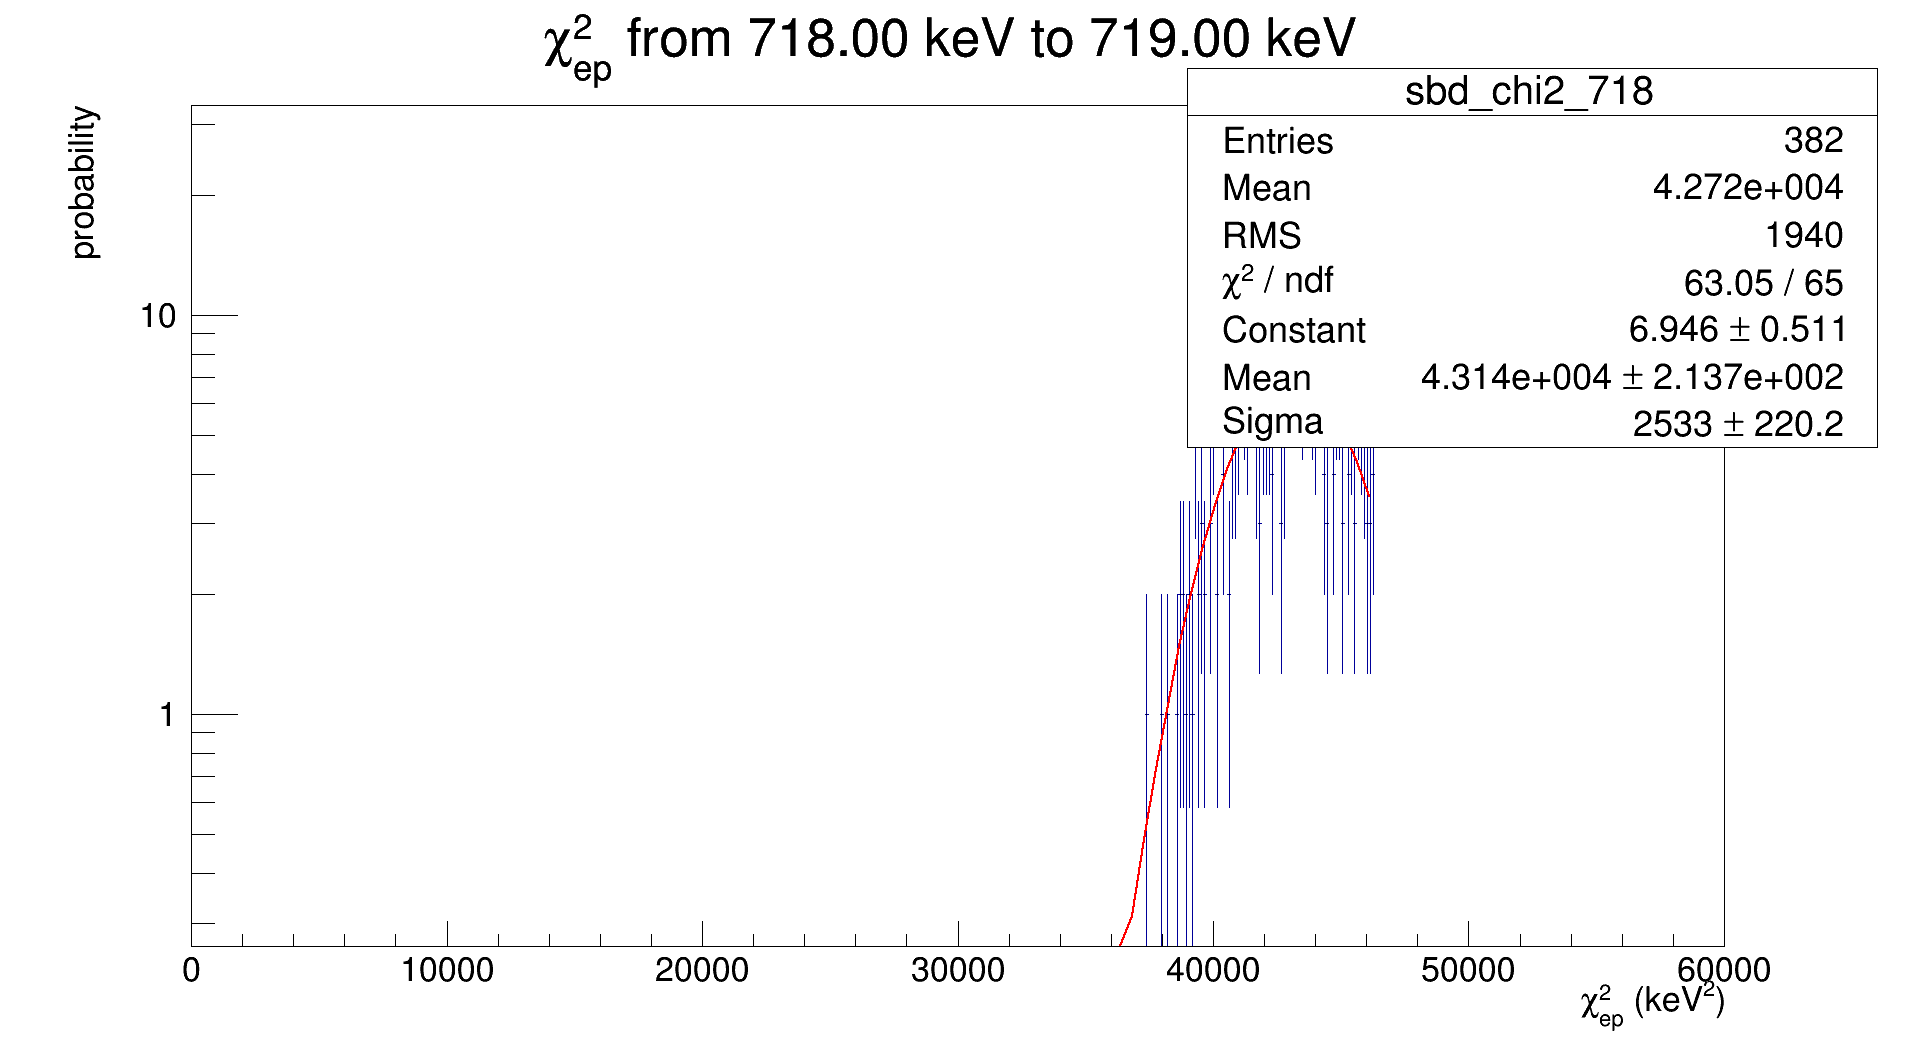 χ²ep from 718.00 keV to 719.00 keV
probability
sbd_chi2_718
Entries 382
Mean 4.272e+004
RMS 1940
χ² / ndf 63.05 / 65
Constant 6.946 ± 0.511
Mean 4.314e+004 ± 2.137e+002
Sigma 2533 ± 220.2
10
1
0 10000 20000 30000 40000 50000 60000
χ²ep (keV²)